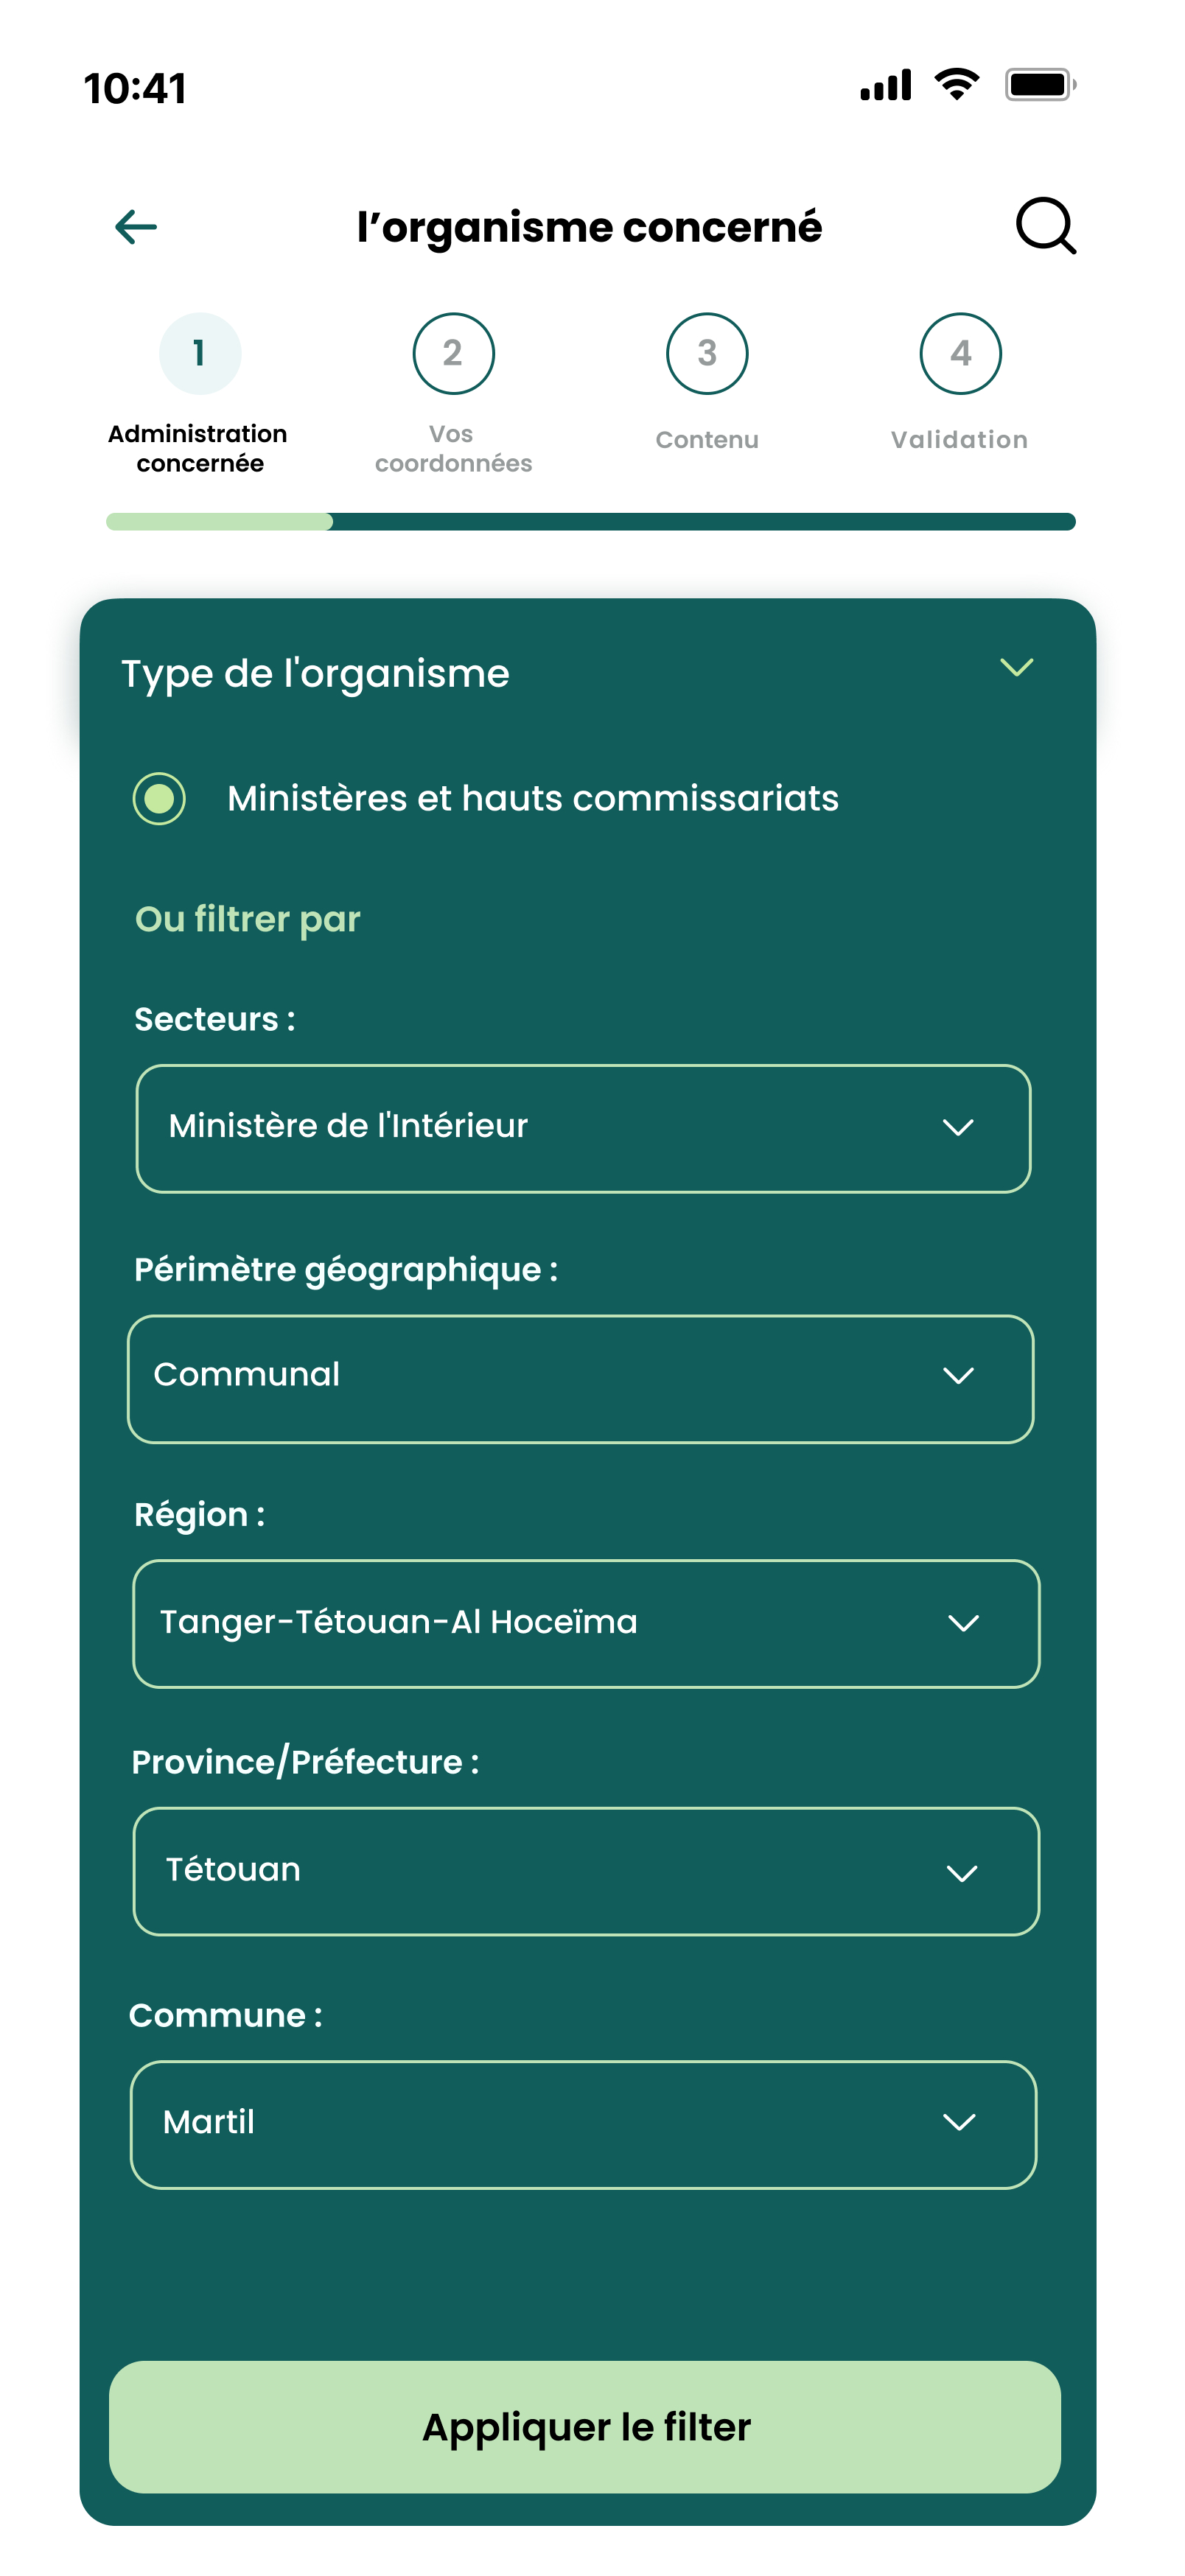 10:41
l’organisme concerné
1
2
3
4
Administration
concernée
Vos
coordonnées
Contenu
Validation
Type de l'organisme
Ministères et hauts commissariats
Ou filtrer par
Secteurs :
Ministère de l'Intérieur
Périmètre géographique :
Communal
Région :
Tanger-Tétouan-Al Hoceïma
Province/Préfecture :
Tétouan
Commune :
Martil
Appliquer le filter